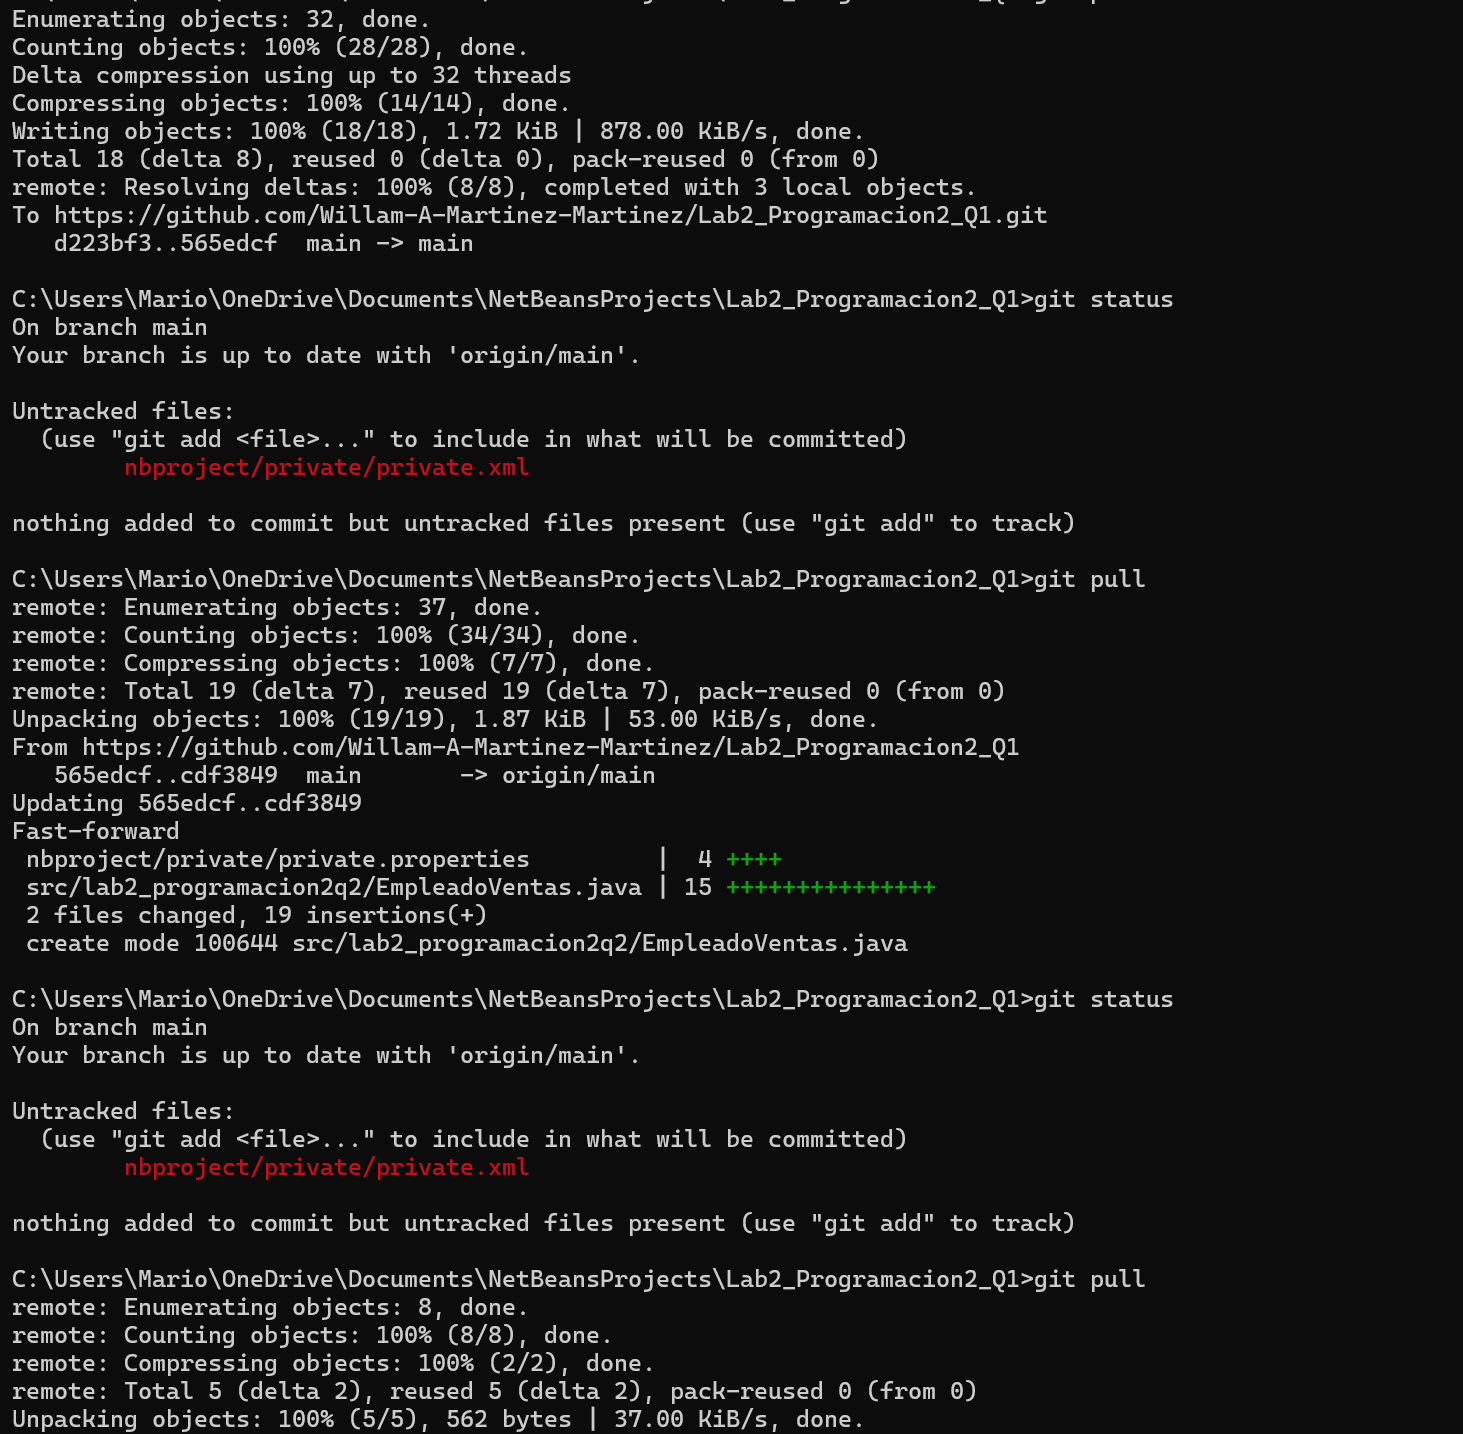 Enumerating objects: 32, done.
Counting objects: 100% (28/28), done.
Delta compression using up to 32 threads
Compressing objects: 100% (14/14), done.
Writing objects: 100% (18/18), 1.72 KiB | 878.00 KiB/s, done.
Total 18 (delta 8), reused 0 (delta 0), pack-reused 0 (from 0)
remote: Resolving deltas: 100% (8/8), completed with 3 local objects.
To https://github.com/Willam-A-Martinez-Martinez/Lab2_Programacion2_Q1.git
   d223bf3..565edcf  main -> main

C:\Users\Mario\OneDrive\Documents\NetBeansProjects\Lab2_Programacion2_Q1>git status
On branch main
Your branch is up to date with 'origin/main'.

Untracked files:
  (use "git add <file>..." to include in what will be committed)
        nbproject/private/private.xml

nothing added to commit but untracked files present (use "git add" to track)

C:\Users\Mario\OneDrive\Documents\NetBeansProjects\Lab2_Programacion2_Q1>git pull
remote: Enumerating objects: 37, done.
remote: Counting objects: 100% (34/34), done.
remote: Compressing objects: 100% (7/7), done.
remote: Total 19 (delta 7), reused 19 (delta 7), pack-reused 0 (from 0)
Unpacking objects: 100% (19/19), 1.87 KiB | 53.00 KiB/s, done.
From https://github.com/Willam-A-Martinez-Martinez/Lab2_Programacion2_Q1
   565edcf..cdf3849  main       -> origin/main
Updating 565edcf..cdf3849
Fast-forward
 nbproject/private/private.properties         |  4 ++++
 src/lab2_programacion2q2/EmpleadoVentas.java | 15 +++++++++++++++
 2 files changed, 19 insertions(+)
 create mode 100644 src/lab2_programacion2q2/EmpleadoVentas.java

C:\Users\Mario\OneDrive\Documents\NetBeansProjects\Lab2_Programacion2_Q1>git status
On branch main
Your branch is up to date with 'origin/main'.

Untracked files:
  (use "git add <file>..." to include in what will be committed)
        nbproject/private/private.xml

nothing added to commit but untracked files present (use "git add" to track)

C:\Users\Mario\OneDrive\Documents\NetBeansProjects\Lab2_Programacion2_Q1>git pull
remote: Enumerating objects: 8, done.
remote: Counting objects: 100% (8/8), done.
remote: Compressing objects: 100% (2/2), done.
remote: Total 5 (delta 2), reused 5 (delta 2), pack-reused 0 (from 0)
Unpacking objects: 100% (5/5), 562 bytes | 37.00 KiB/s, done.